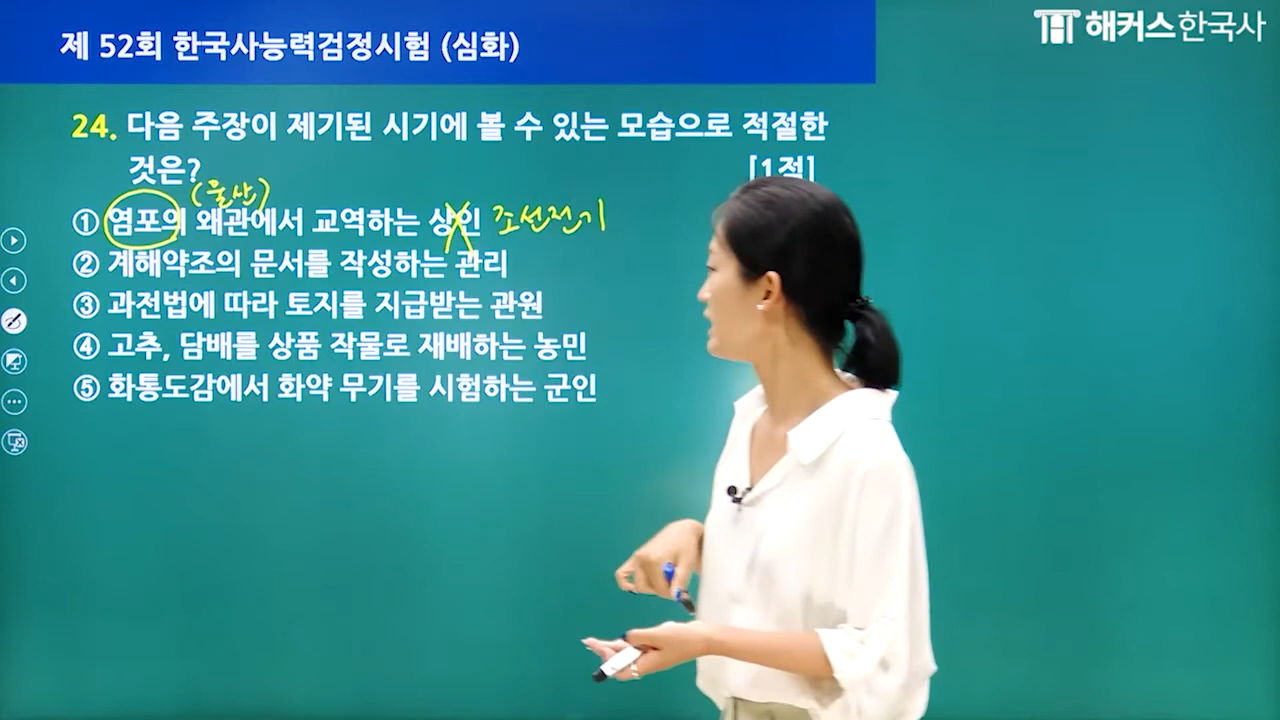 제 52회 한국사능력검정시험 (심화)
해커스한국사
24. 다음 주장이 제기된 시기에 볼 수 있는 모습으로 적절한
것은? [1점]
(울산)
① 염포의 왜관에서 교역하는 상인 조선전기
② 계해약조의 문서를 작성하는 관리
③ 과전법에 따라 토지를 지급받는 관원
④ 고추, 담배를 상품 작물로 재배하는 농민
⑤ 화통도감에서 화약 무기를 시험하는 군인